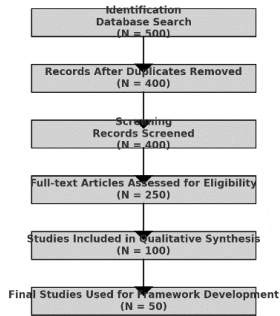 Identification
Database Search
(N = 500)
Records After Duplicates Removed
(N = 400)
Screening
Records Screened
(N = 400)
Full-text Articles Assessed for Eligibility
(N = 250)
Studies Included in Qualitative Synthesis
(N = 100)
Final Studies Used for Framework Development
(N = 50)